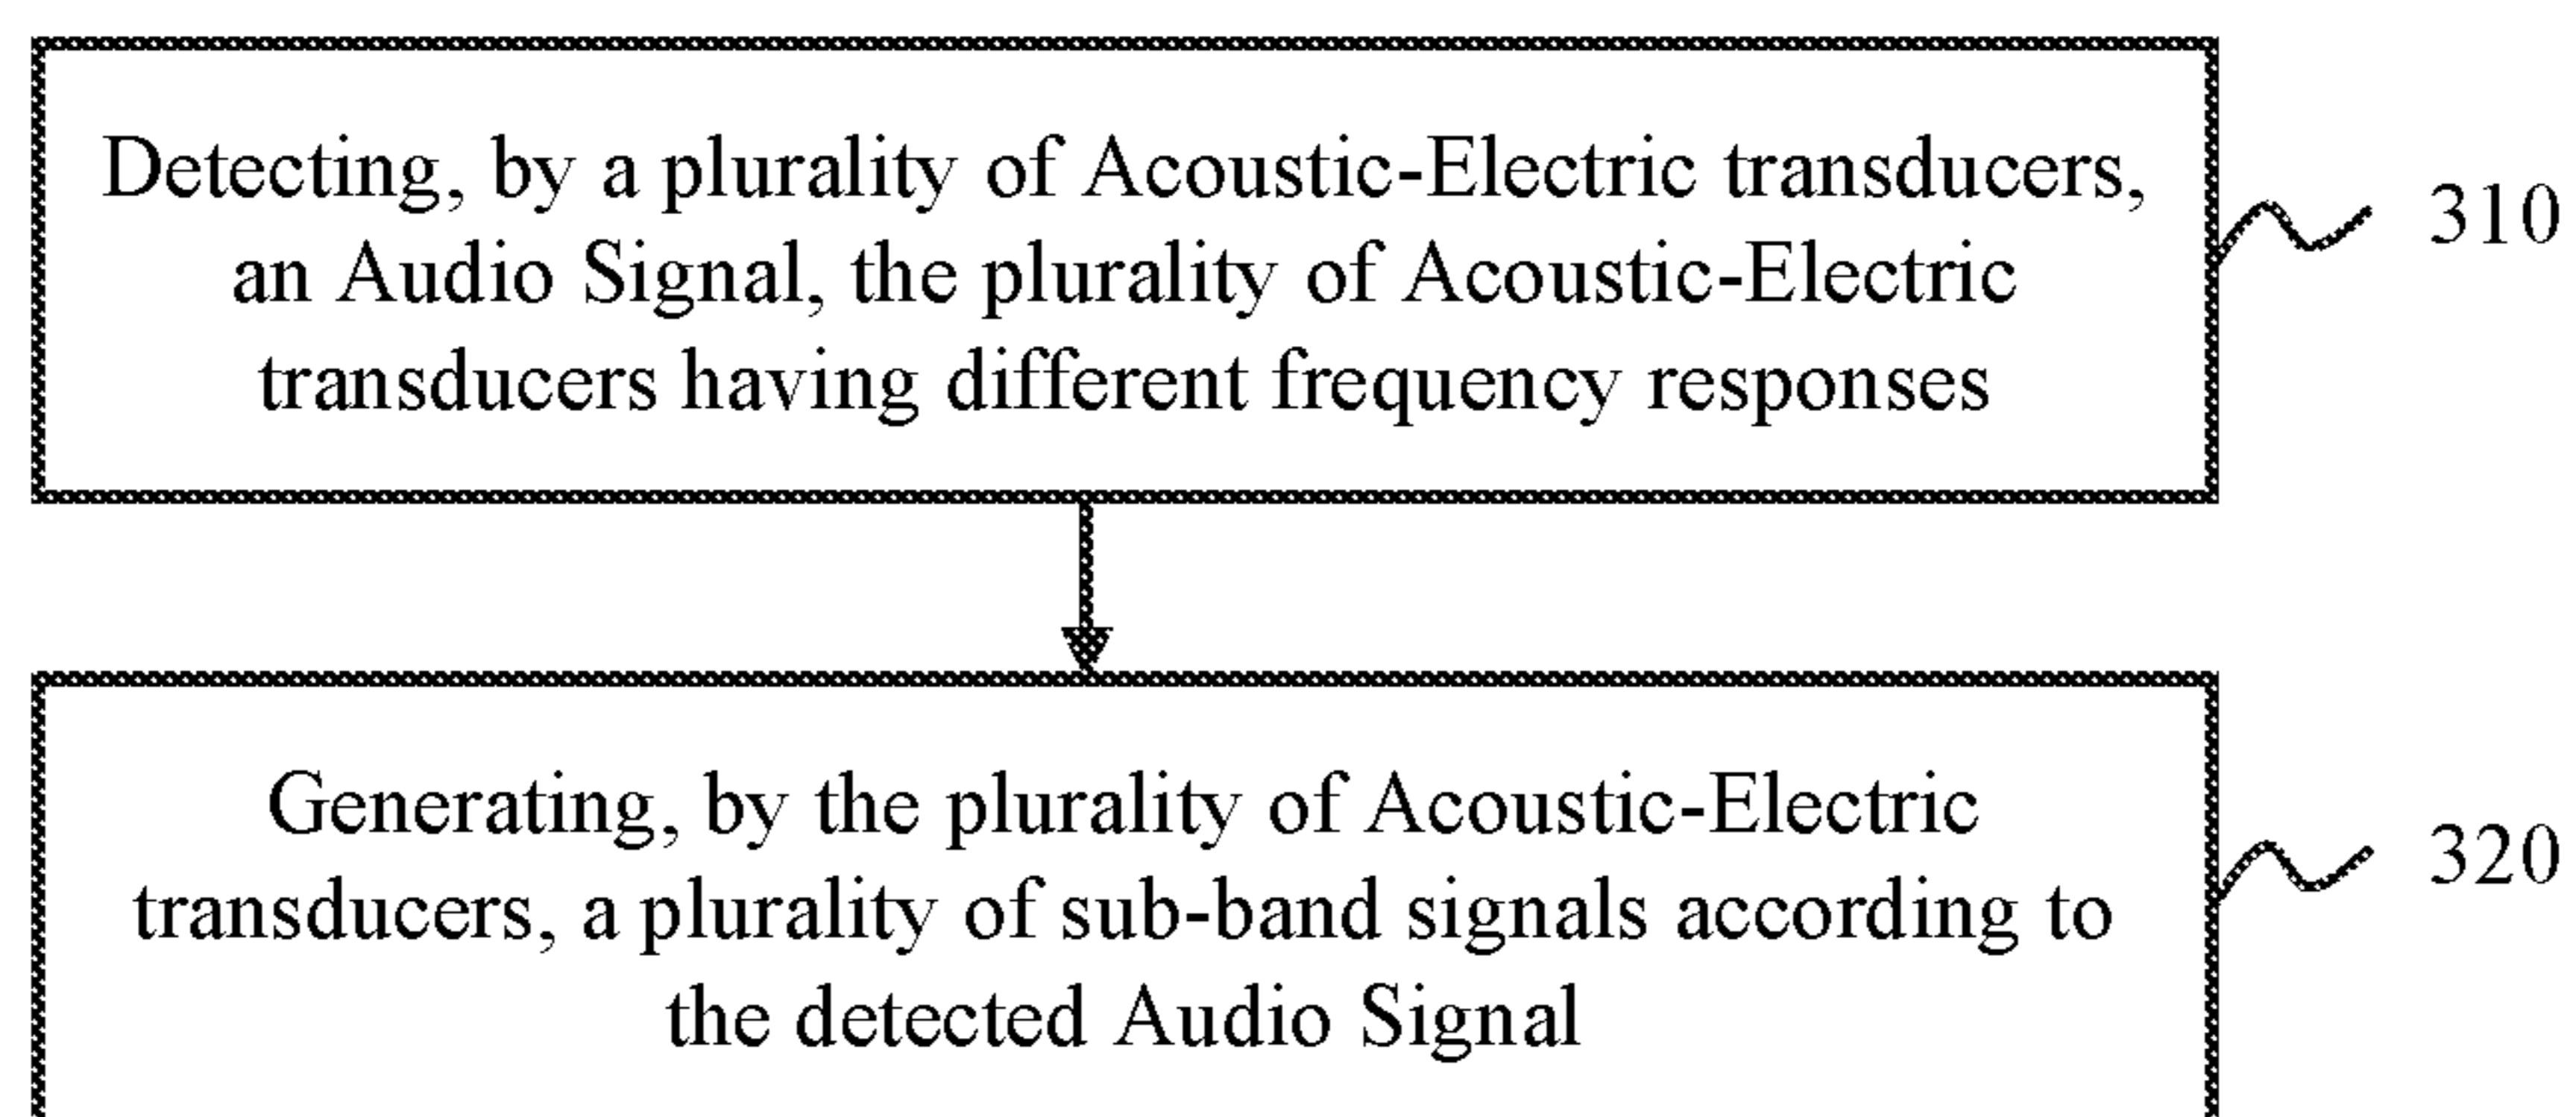 Detecting, by a plurality of Acoustic-Electric transducers,
an Audio Signal, the plurality of Acoustic-Electric
transducers having different frequency responses
310
Generating, by the plurality of Acoustic-Electric
transducers, a plurality of sub-band signals according to
the detected Audio Signal
320